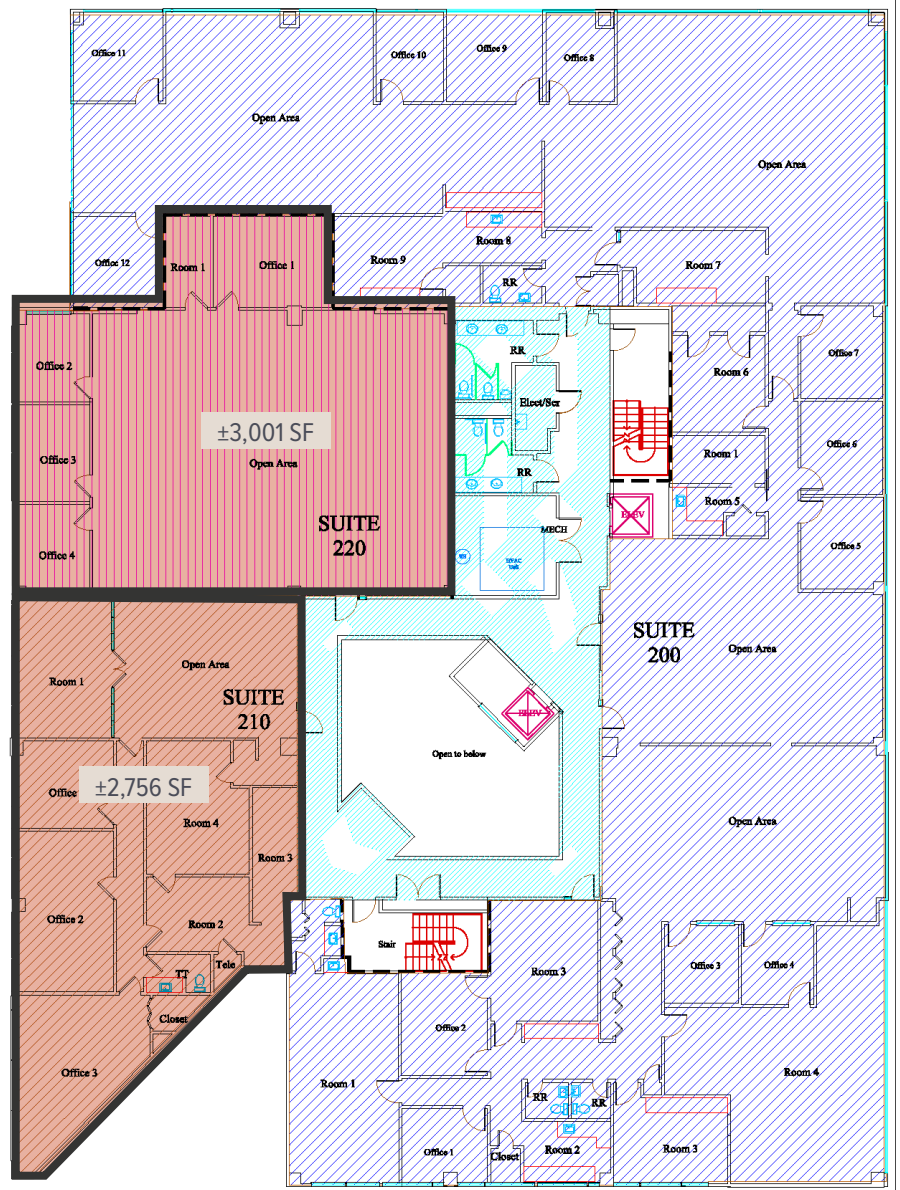 Office 11
Office 10
Office 9
Office 8
Open Area
Open Area
Office 12
Room 1
Office 1
Room 9
Room 8
RR
Room 7
Office 2
RR
Elect/Ser
Room 6
Office 7
±3,001 SF
Office 3
Open Area
RR
Room 1
Office 6
Room 5
SUITE
220
Office 4
MECH
ELEV
HVAC
Unit
Office 5
SUITE
200
Open Area
Room 1
Open Area
SUITE
210
ELEV
Open to below
Office
±2,756 SF
Room 4
Room 3
Open Area
Office 2
Room 2
TT
Tele
Stair
Room 3
Office 3
Office 4
Closet
Office 2
Office 3
Room 1
Room 4
RR
RR
Office 1
Closet
Room 2
Room 3